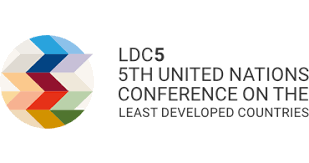 LDC5
5TH UNITED NATIONS
CONFERENCE ON THE
LEAST DEVELOPED COUNTRIES